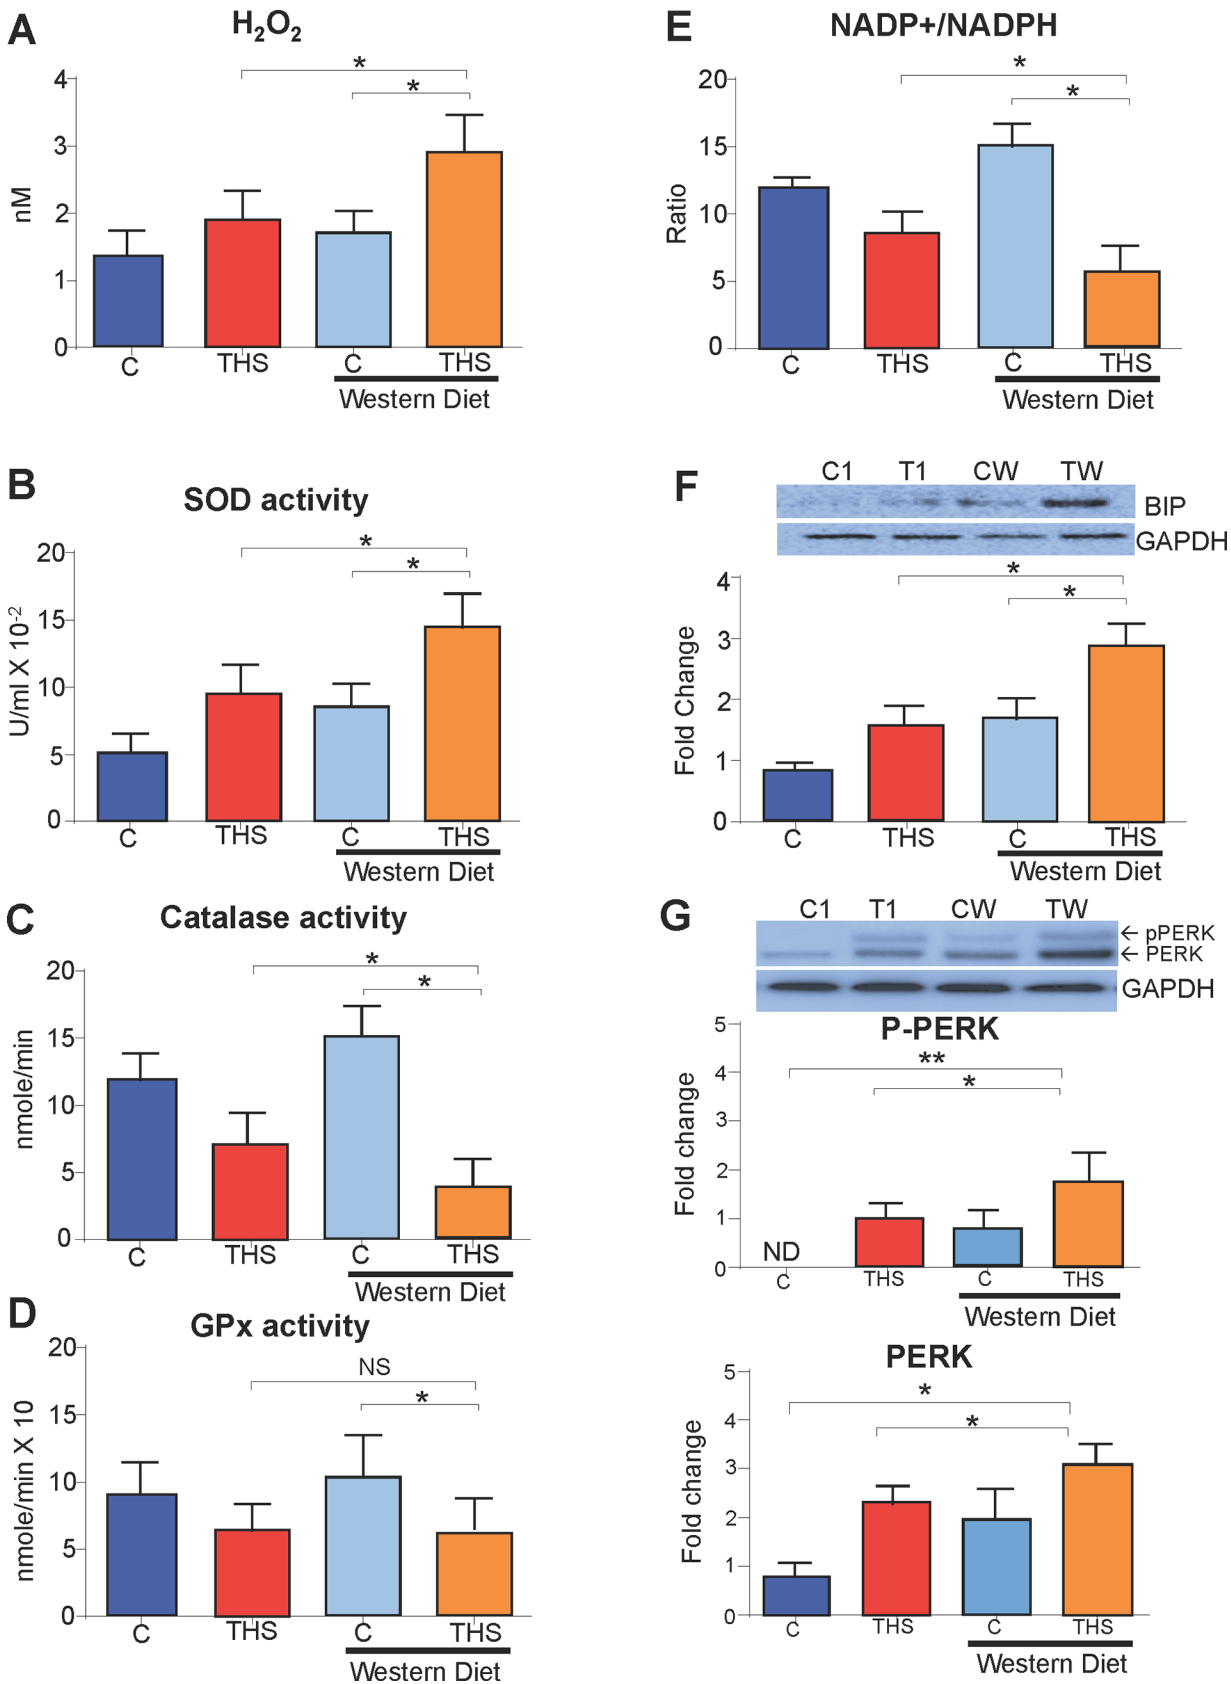 A
H2O2
nM
4
3
2
1
0
*
*
C
THS
C
THS
Western Diet
B
SOD activity
U/ml X 10-2
20
15
10
5
0
*
*
C
THS
C
THS
Western Diet
C
Catalase activity
nmole/min
20
15
10
5
0
*
*
C
THS
C
THS
Western Diet
D
GPx activity
nmole/min X 10
20
15
10
5
0
NS
*
C
THS
C
THS
Western Diet
E
NADP+/NADPH
Ratio
20
15
10
5
0
*
*
C
THS
C
THS
Western Diet
F
C1 T1 CW TW
BIP
GAPDH
Fold Change
4
3
2
1
0
*
*
C
THS
C
THS
Western Diet
G
C1 T1 CW TW
← pPERK
← PERK
GAPDH
P-PERK
Fold change
5
4
3
2
1
0
**
*
ND
C
THS
C
THS
Western Diet
PERK
Fold change
5
4
3
2
1
0
*
*
C
THS
C
THS
Western Diet